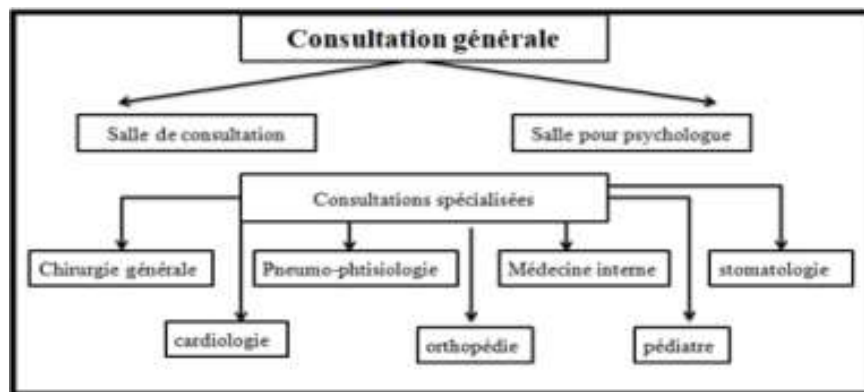 Consultation générale
Salle de consultation
Salle pour psychologue
Consultations spécialisées
Chirurgie générale
Pneumo-phtisiologie
Médecine interne
stomatologie
cardiologie
orthopédie
pédiatre